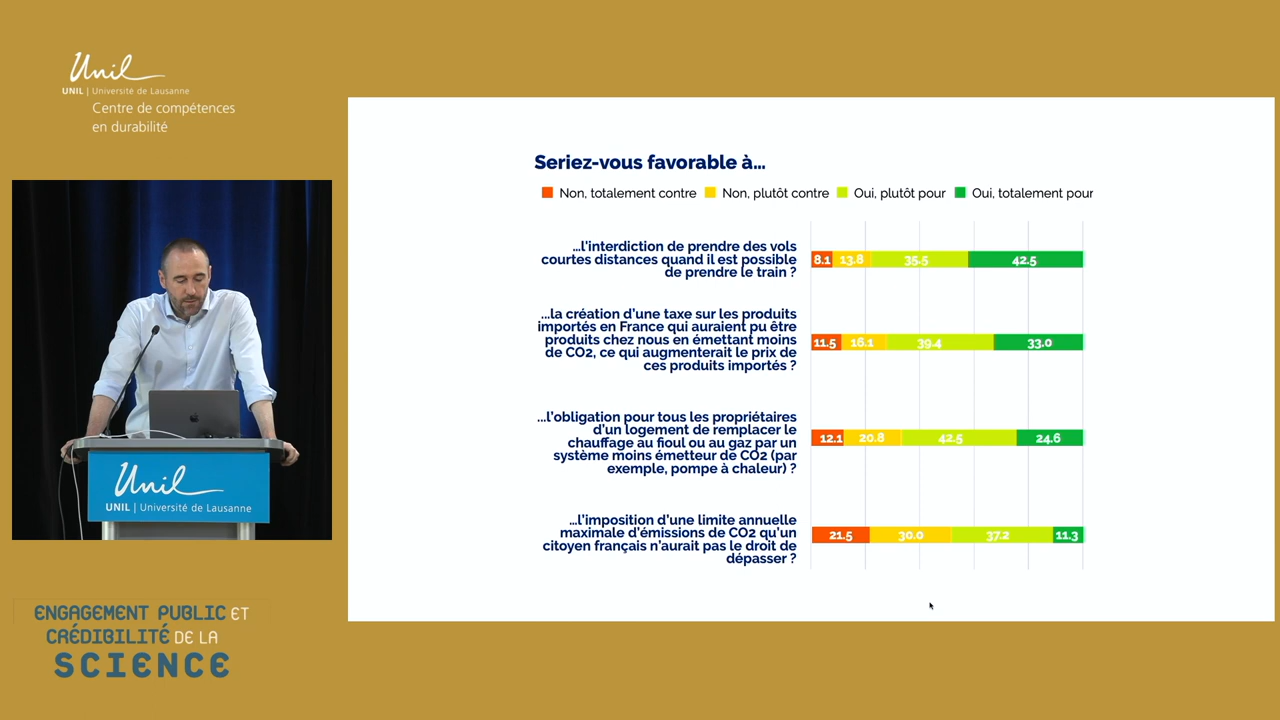 Unil
UNIL | Université de Lausanne
Centre de compétences
en durabilité
Unil
UNIL | Université de Lausanne
ENGAGEMENT PUBLIC ET
CRÉDIBILITÉ DE LA
SCIENCE
Seriez-vous favorable à...
Non, totalement contre Non, plutôt contre Oui, plutôt pour Oui, totalement pour
...l'interdiction de prendre des vols
courtes distances quand il est possible
de prendre le train ?
8.1 13.8 35.5 42.5
...la création d'une taxe sur les produits
importés en France qui auraient pu être
produits chez nous en émettant moins
de CO2, ce qui augmenterait le prix de
ces produits importés ?
11.5 16.1 39.4 33.0
...l'obligation pour tous les propriétaires
d'un logement de remplacer le
chauffage au fioul ou au gaz par un
système moins émetteur de CO2 (par
exemple, pompe à chaleur) ?
12.1 20.8 42.5 24.6
...l'imposition d'une limite annuelle
maximale d'émissions de CO2 qu'un
citoyen français n'aurait pas le droit de
dépasser ?
21.5 30.0 37.2 11.3